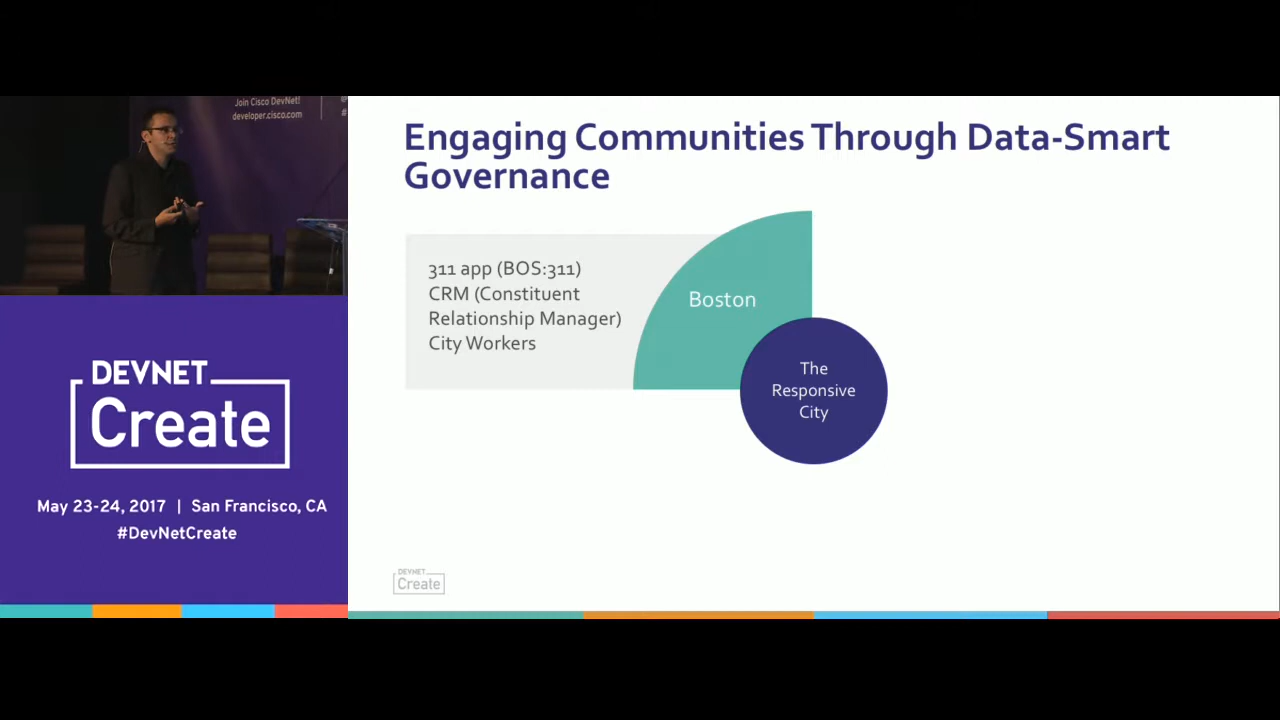 Join Cisco DevNet!
developer.cisco.com
DEVNET
Create
May 23-24, 2017 | San Francisco, CA
#DevNetCreate
Engaging Communities Through Data-Smart
Governance
311 app (BOS:311)
CRM (Constituent
Relationship Manager)
City Workers
Boston
The
Responsive
City
DEVNET
Create